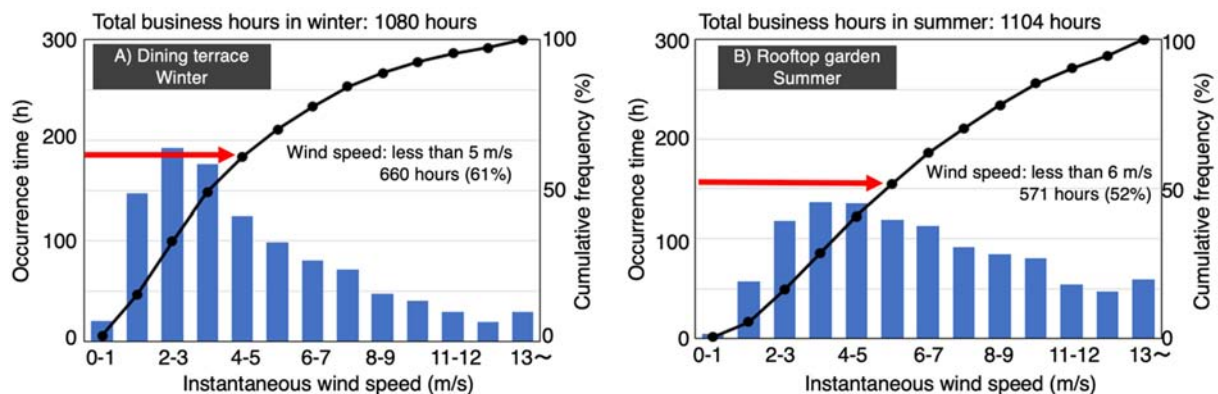 Total business hours in winter: 1080 hours
A) Dining terrace
Winter
Occurrence time (h)
300
200
100
0
100
50
0
Cumulative frequency (%)
Wind speed: less than 5 m/s
660 hours (61%)
0-1 2-3 4-5 6-7 8-9 11-12 13～
Instantaneous wind speed (m/s)
Total business hours in summer: 1104 hours
B) Rooftop garden
Summer
Occurrence time (h)
300
200
100
0
100
50
0
Cumulative frequency (%)
Wind speed: less than 6 m/s
571 hours (52%)
0-1 2-3 4-5 6-7 8-9 11-12 13～
Instantaneous wind speed (m/s)